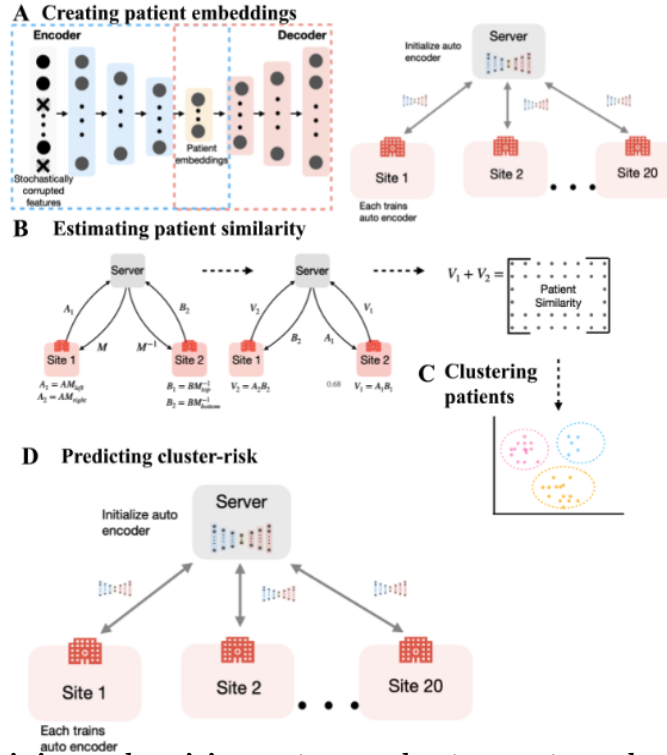 A Creating patient embeddings
Encoder
Decoder
Stochastically
corrupted
features
Patient
embeddings
Initialize auto
encoder
Server
Site 1
Site 2
Site 20
Each trains
auto encoder
B Estimating patient similarity
Server
A₁
M
M⁻¹
B₂
Site 1
Site 2
A₁ = AM_left
A₂ = AM_right
B₁ = BM⁻¹_top
B₂ = BM⁻¹_bottom
Server
V₂
B₂
A₁
V₁
Site 1
Site 2
V₂ = A₂B₂
0.68
V₁ = A₁B₁
V₁ + V₂ =
Patient
Similarity
C Clustering
patients
D Predicting cluster-risk
Initialize auto
encoder
Server
Site 1
Site 2
Site 20
Each trains
auto encoder